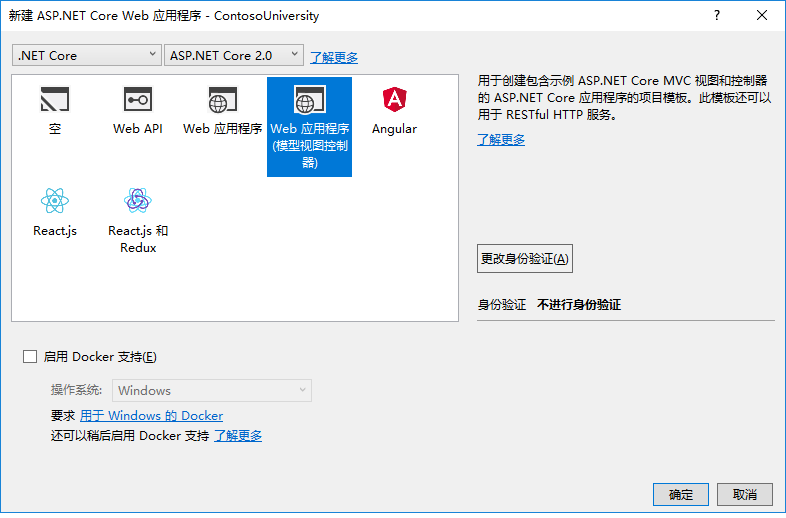 新建 ASP.NET Core Web 应用程序 - ContosoUniversity
?
.NET Core
ASP.NET Core 2.0
了解更多
空
Web API
Web 应用程序
Web 应用程序
(模型视图控制
器)
Angular
React.js
React.js 和
Redux
用于创建包含示例 ASP.NET Core MVC 视图和控制器
的 ASP.NET Core 应用程序的项目模板。此模板还可以
用于 RESTful HTTP 服务。
了解更多
更改身份验证(A)
身份验证 不进行身份验证
启用 Docker 支持(E)
操作系统: Windows
要求 用于 Windows 的 Docker
还可以稍后启用 Docker 支持 了解更多
确定
取消